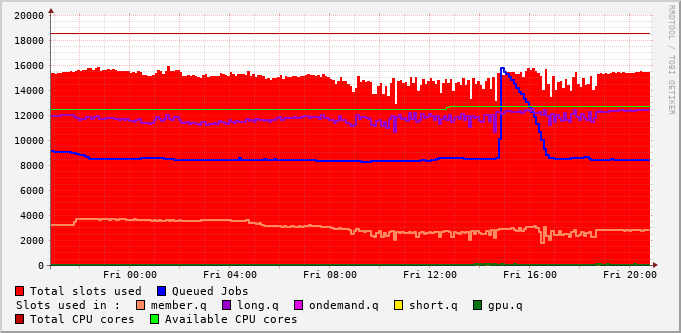 20000
18000
16000
14000
12000
10000
8000
6000
4000
2000
0
Fri 00:00 Fri 04:00 Fri 08:00 Fri 12:00 Fri 16:00 Fri 20:00
RRDTOOL / TOBI OETIKER
Total slots used Queued Jobs
Slots used in : member.q long.q ondemand.q short.q gpu.q
Total CPU cores Available CPU cores